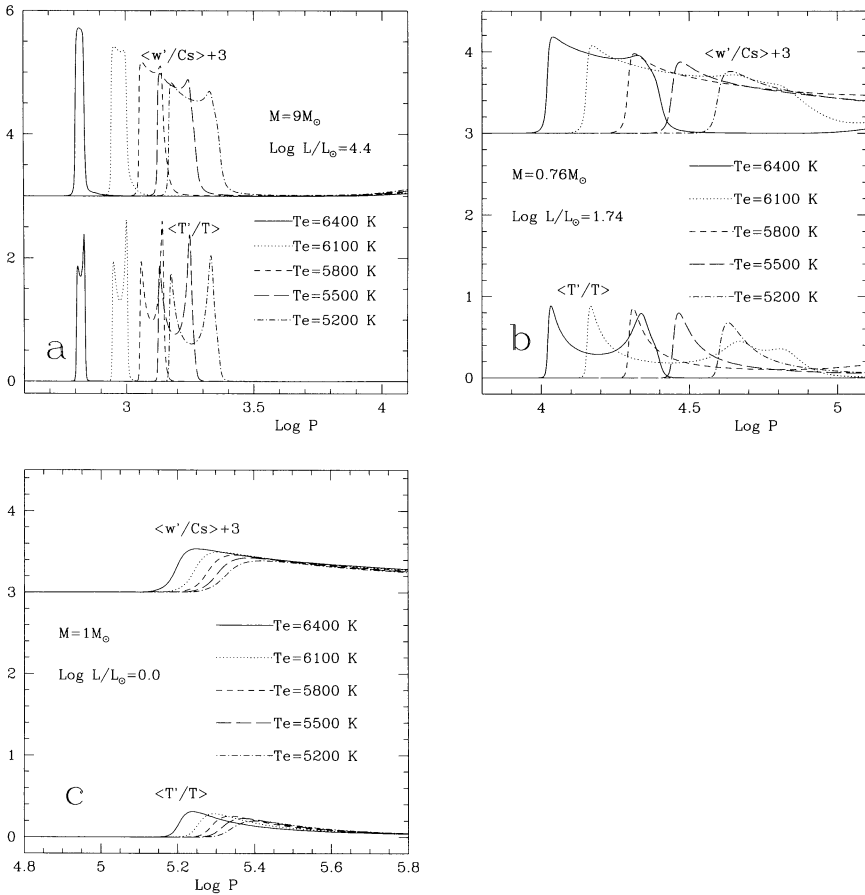 6
4
2
0
<w'/Cs>+3
M=9M☉
Log L/L☉=4.4
<T'/T>
Te=6400 K
Te=6100 K
Te=5800 K
Te=5500 K
Te=5200 K
a
3
3.5
4
Log P
4
3
2
1
0
<w'/Cs>+3
M=0.76M☉
Log L/L☉=1.74
Te=6400 K
Te=6100 K
Te=5800 K
Te=5500 K
Te=5200 K
<T'/T>
b
4
4.5
5
Log P
4
3
2
1
0
<w'/Cs>+3
M=1M☉
Log L/L☉=0.0
Te=6400 K
Te=6100 K
Te=5800 K
Te=5500 K
Te=5200 K
c
<T'/T>
4.8
5
5.2
5.4
5.6
5.8
Log P